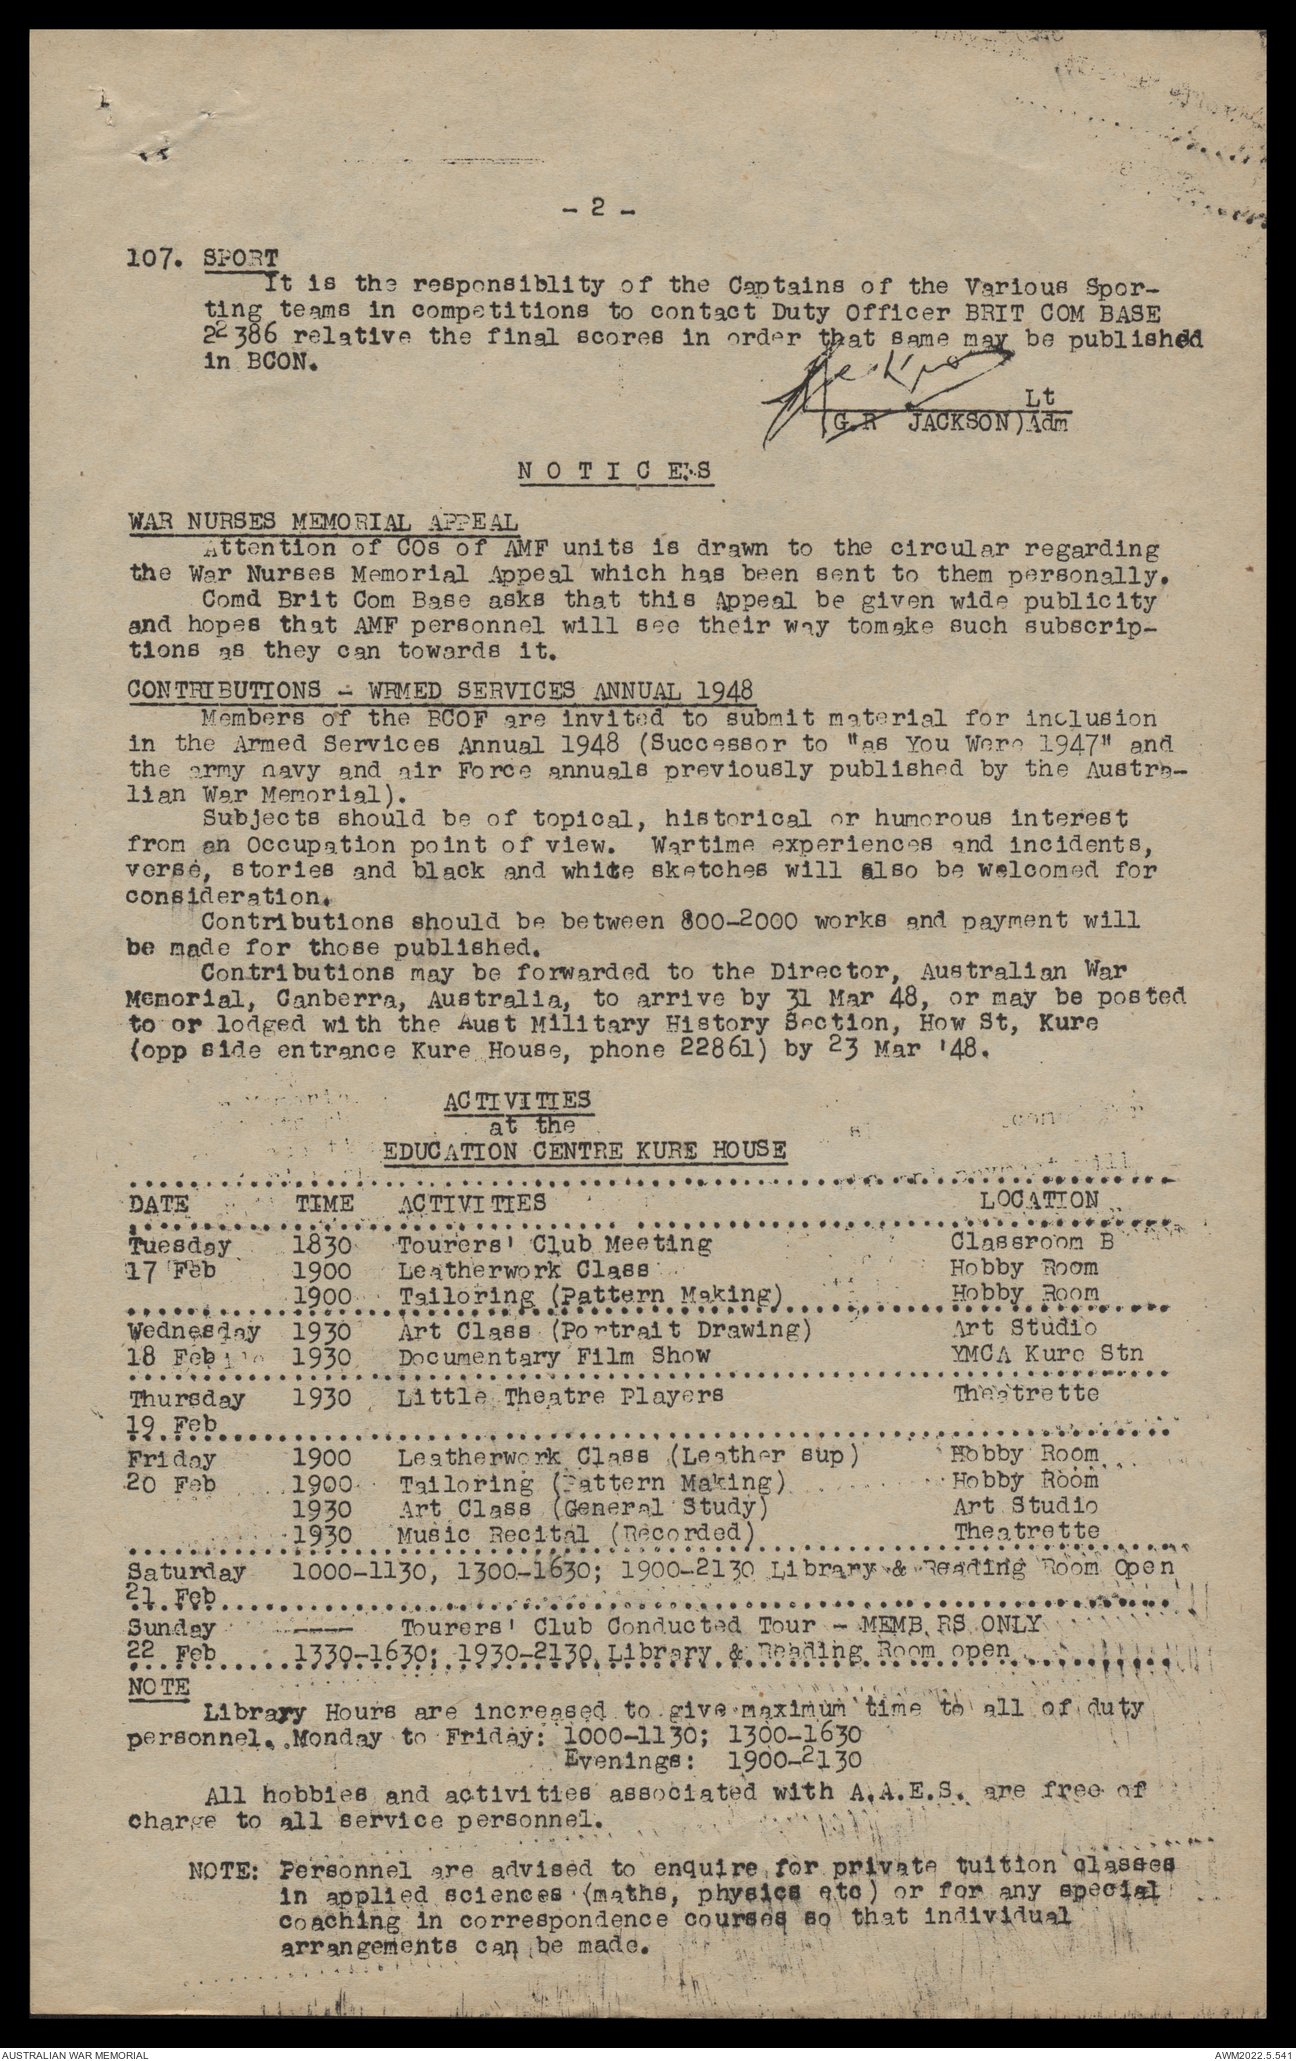 - 2 -
107. SPORT
It is the responsiblity of the Captains of the Various Spor-
ting teams in competitions to contact Duty Officer BRIT COM BASE
22386 relative the final scores in order that same may be published
in BCON.
Lt
(G.R JACKSON)Adm
N O T I C E S
WAR NURSES MEMORIAL APPEAL
Attention of COs of AMF units is drawn to the circular regarding
the War Nurses Memorial Appeal which has been sent to them personally.
Comd Brit Com Base asks that this Appeal be given wide publicity
and hopes that AMF personnel will see their way tomake such subscrip-
tions as they can towards it.
CONTRIBUTIONS - WRMED SERVICES ANNUAL 1948
Members of the BCOF are invited to submit material for inclusion
in the Armed Services Annual 1948 (Successor to "as You Were 1947" and
the army navy and air Force annuals previously published by the Austra-
lian War Memorial).
Subjects should be of topical, historical or humorous interest
from an Occupation point of view. Wartime experiences and incidents,
verse, stories and black and white sketches will also be welcomed for
consideration.
Contributions should be between 800-2000 works and payment will
be made for those published.
Contributions may be forwarded to the Director, Australian War
Memorial, Canberra, Australia, to arrive by 31 Mar 48, or may be posted
to or lodged with the Aust Military History Section, How St, Kure
(opp side entrance Kure House, phone 22861) by 23 Mar '48.
ACTIVITIES
at the
EDUCATION CENTRE KURE HOUSE
DATE TIME ACTIVITIES LOCATION
Tuesday 1830 Tourers' Club Meeting Classroom B
17 Feb 1900 Leatherwork Class Hobby Room
1900 Tailoring (Pattern Making) Hobby Room
Wednesday 1930 Art Class (Portrait Drawing) Art Studio
18 Feb 1930 Documentary Film Show YMCA Kure Stn
Thursday 1930 Little Theatre Players Theatrette
19 Feb
Friday 1900 Leatherwork Class (Leather sup) Hobby Room
20 Feb 1900 Tailoring (Pattern Making) Hobby Room
1930 Art Class (General Study) Art Studio
1930 Music Recital (Recorded) Theatrette
Saturday 1000-1130, 1300-1630; 1900-2130 Library & Reading Room Open
21 Feb
Sunday ---- Tourers' Club Conducted Tour - MEMB RS ONLY
22 Feb 1330-1630; 1930-2130 Library & Reading Room open
NOTE
Library Hours are increased to give maximum time to all of duty
personnel. Monday to Friday: 1000-1130; 1300-1630
Evenings: 1900-2130
All hobbies and activities associated with A.A.E.S. are free of
charge to all service personnel.
NOTE: Personnel are advised to enquire for private tuition classes
in applied sciences (maths, physics etc) or for any special
coaching in correspondence courses so that individual
arrangements can be made.
AUSTRALIAN WAR MEMORIAL
AWM2022.5.541